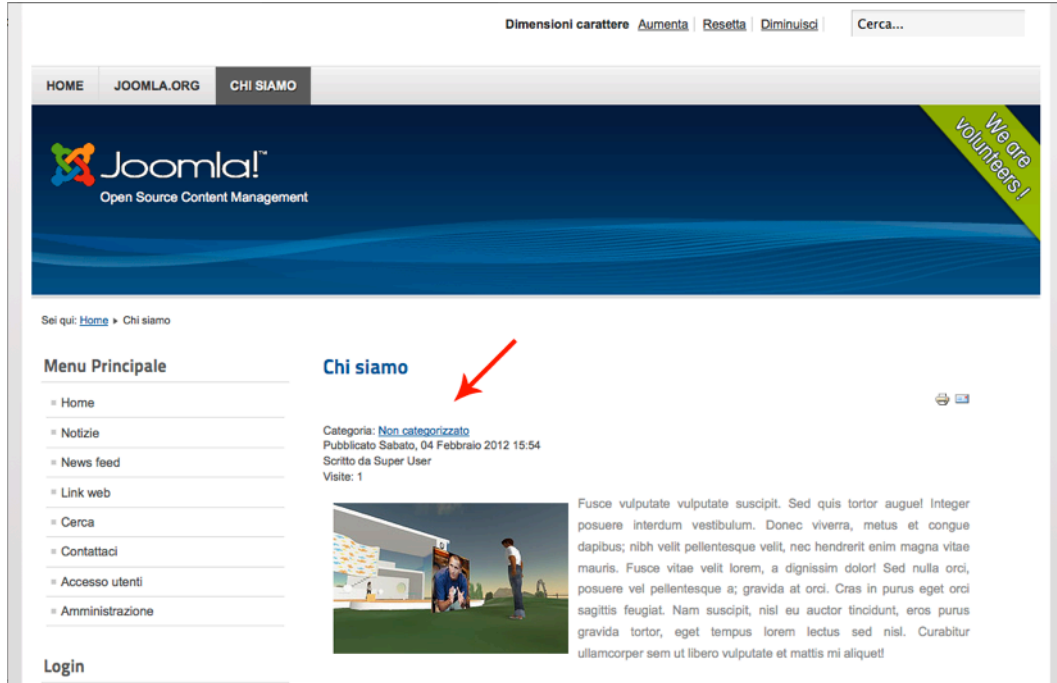 Dimensioni carattere Aumenta Resetta Diminuisci Cerca...
HOME JOOMLA.ORG CHI SIAMO
We are
volunteers!
Joomla!™
Open Source Content Management
Sei qui: Home Chi siamo
Menu Principale
Home
Notizie
News feed
Link web
Cerca
Contattaci
Accesso utenti
Amministrazione
Login
Chi siamo
Categoria: Non categorizzato
Pubblicato Sabato, 04 Febbraio 2012 15:54
Scritto da Super User
Visite: 1
Fusce vulputate vulputate suscipit. Sed quis tortor augue! Integer
posuere interdum vestibulum. Donec viverra, metus et congue
dapibus; nibh velit pellentesque velit, nec hendrerit enim magna vitae
mauris. Fusce vitae velit lorem, a dignissim dolor! Sed nulla orci,
posuere vel pellentesque a; gravida at orci. Cras in purus eget orci
sagittis feugiat. Nam suscipit, nisl eu auctor tincidunt, eros purus
gravida tortor, eget tempus lorem lectus sed nisl. Curabitur
ullamcorper sem ut libero vulputate et mattis mi aliquet!